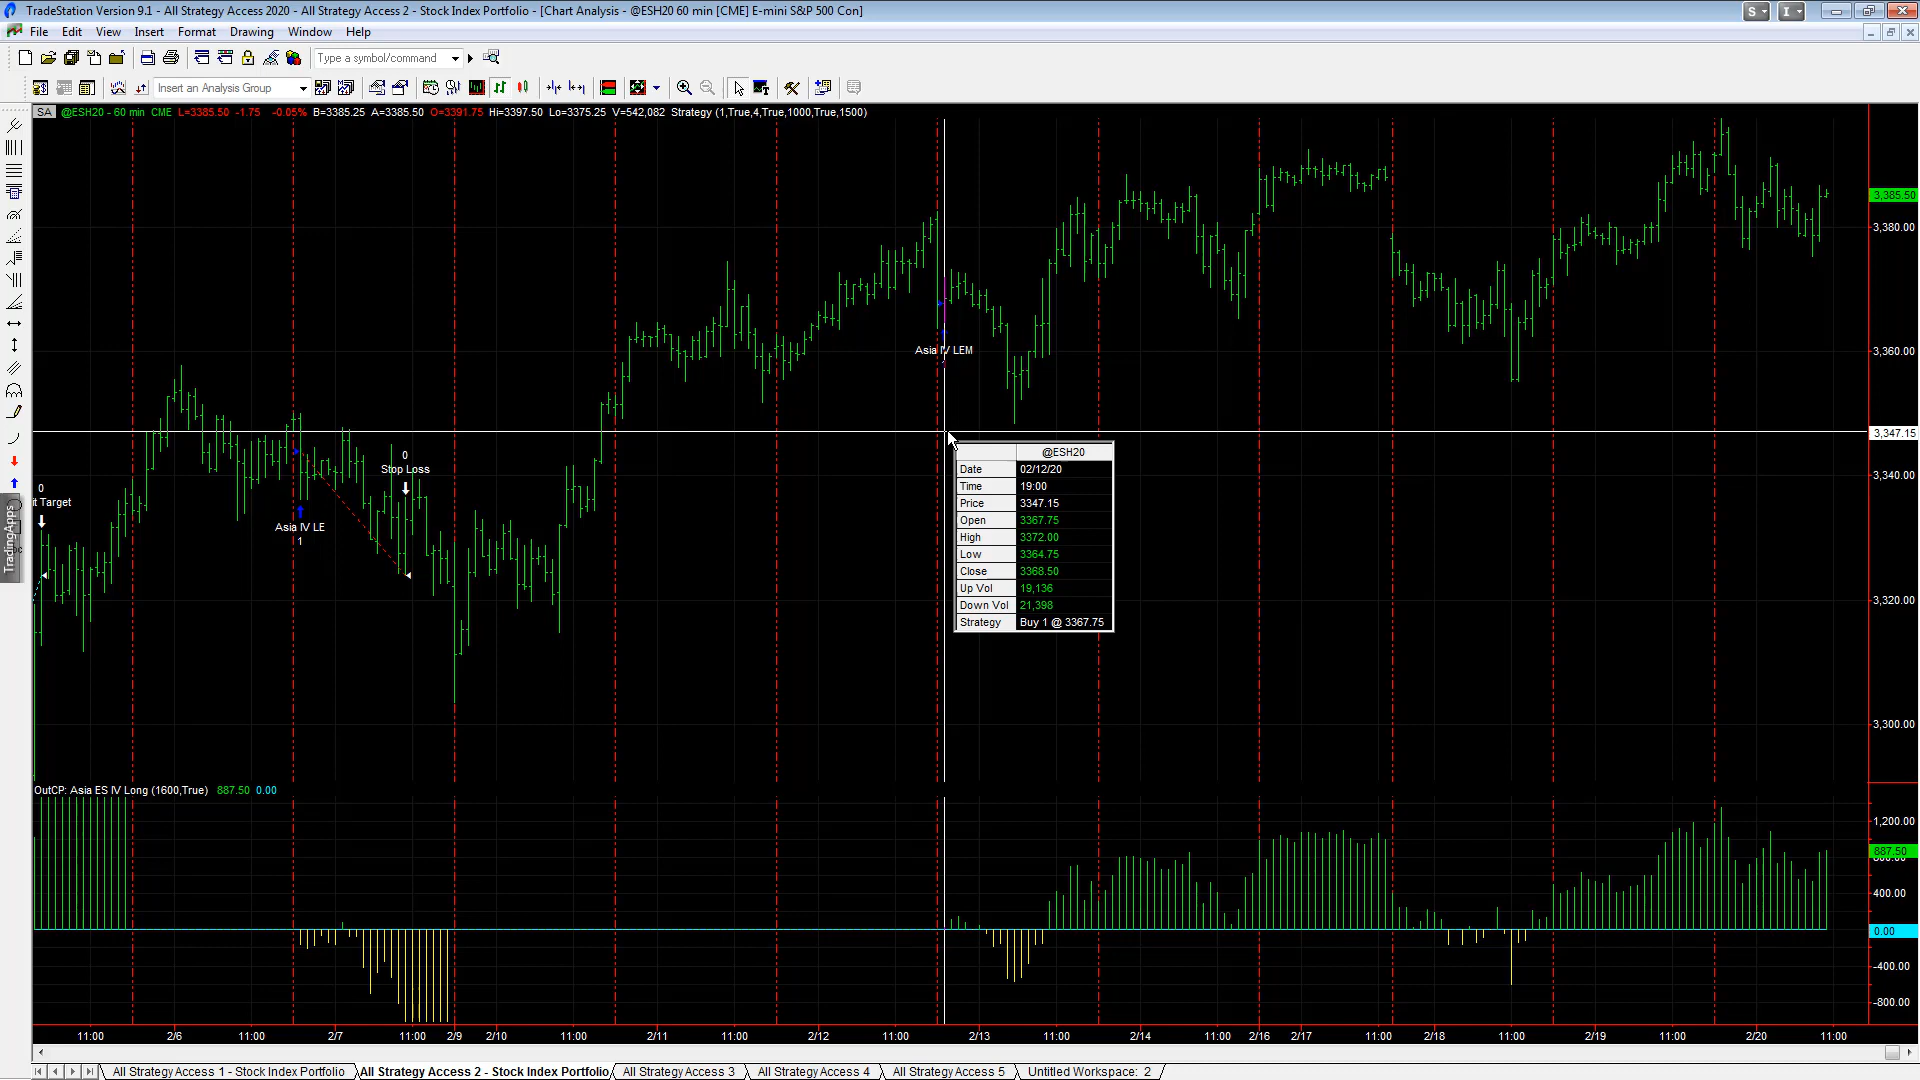 TradeStation Version 9.1 - All Strategy Access 2020 - All Strategy Access 2 - Stock Index Portfolio - [Chart Analysis - @ESH20 60 min [CME] E-mini S&P 500 Con]
S I
File Edit View Insert Format Drawing Window Help
Type a symbol/command
Insert an Analysis Group
SA @ESH20 - 60 min CME L=3385.50 -1.75 -0.05% B=3385.25 A=3385.50 O=3391.75 Hi=3397.50 Lo=3375.25 V=542,082 Strategy (1,True,4,True,1000,True,1500)
3,385.50
3,380.00
3,360.00
Asia IV LEM
3,347.15
0
Stop Loss
3,340.00
0
it Target
Asia IV LE
1
TradingApps
@ESH20
Date 02/12/20
Time 19:00
Price 3347.15
Open 3367.75
High 3372.00
Low 3364.75
Close 3368.50
Up Vol 19,136
Down Vol 21,398
Strategy Buy 1 @ 3367.75
3,320.00
3,300.00
OutCP: Asia ES IV Long (1600,True) 887.50 0.00
1,200.00
887.50
400.00
0.00
-400.00
-800.00
11:00 2/6 11:00 2/7 11:00 2/9 2/10 11:00 2/11 11:00 2/12 11:00 2/13 11:00 2/14 11:00 2/16 2/17 11:00 2/18 11:00 2/19 11:00 2/20 11:00
All Strategy Access 1 - Stock Index Portfolio All Strategy Access 2 - Stock Index Portfolio All Strategy Access 3 All Strategy Access 4 All Strategy Access 5 Untitled Workspace: 2